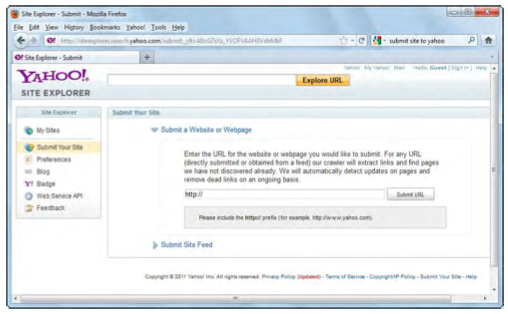 Site Explorer - Submit - Mozilla Firefox
File Edit View History Bookmarks Yahoo! Tools Help
submit site to yahoo
Site Explorer - Submit
YAHOO!
SITE EXPLORER
Yahoo! My Yahoo! Mail Hello, Guest [ Sign In ] Help
Explore URL
Site Explorer
My Sites
Submit Your Site
Preferences
Blog
Y! Badge
Web Service API
Feedback
Submit Your Site
Submit a Website or Webpage
Enter the URL for the website or webpage you would like to submit. For any URL
(directly submitted or obtained from a feed) our crawler will extract links and find pages
we have not discovered already. We will automatically detect updates on pages and
remove dead links on an ongoing basis.
http://
Submit URL
Please include the http:// prefix (for example, http://www.yahoo.com).
Submit Site Feed
Copyright © 2011 Yahoo! Inc. All rights reserved. Privacy Policy (Updated) - Terms of Service - Copyright/IP Policy - Submit Your Site - Help